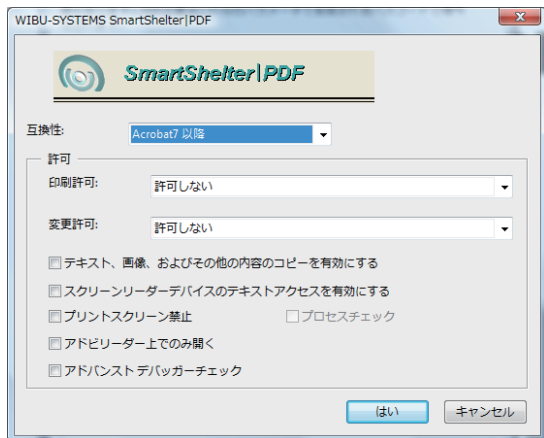 WIBU-SYSTEMS SmartShelter|PDF
SmartShelter|PDF
互換性: Acrobat7 以降
許可
印刷許可: 許可しない
変更許可: 許可しない
テキスト、画像、およびその他の内容のコピーを有効にする
スクリーンリーダーデバイスのテキストアクセスを有効にする
プリントスクリーン禁止 プロセスチェック
アドビリーダー上でのみ開く
アドバンスト デバッガーチェック
はい キャンセル